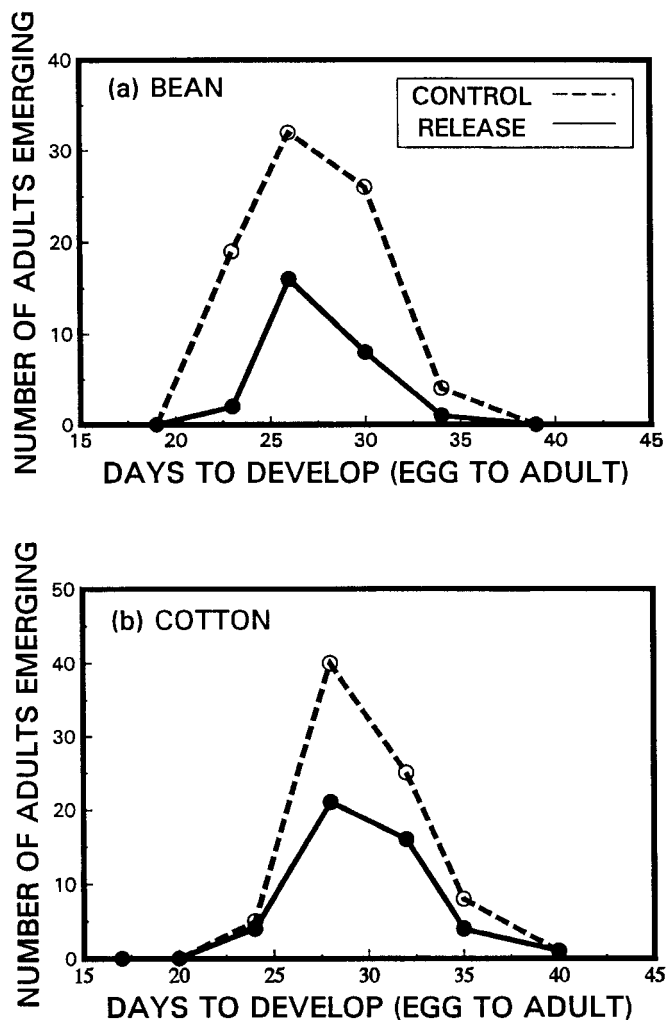 NUMBER OF ADULTS EMERGING
40
30
20
10
0
(a) BEAN
CONTROL
RELEASE
15 20 25 30 35 40 45
DAYS TO DEVELOP (EGG TO ADULT)
NUMBER OF ADULTS EMERGING
50
40
30
20
10
0
(b) COTTON
15 20 25 30 35 40 45
DAYS TO DEVELOP (EGG TO ADULT)